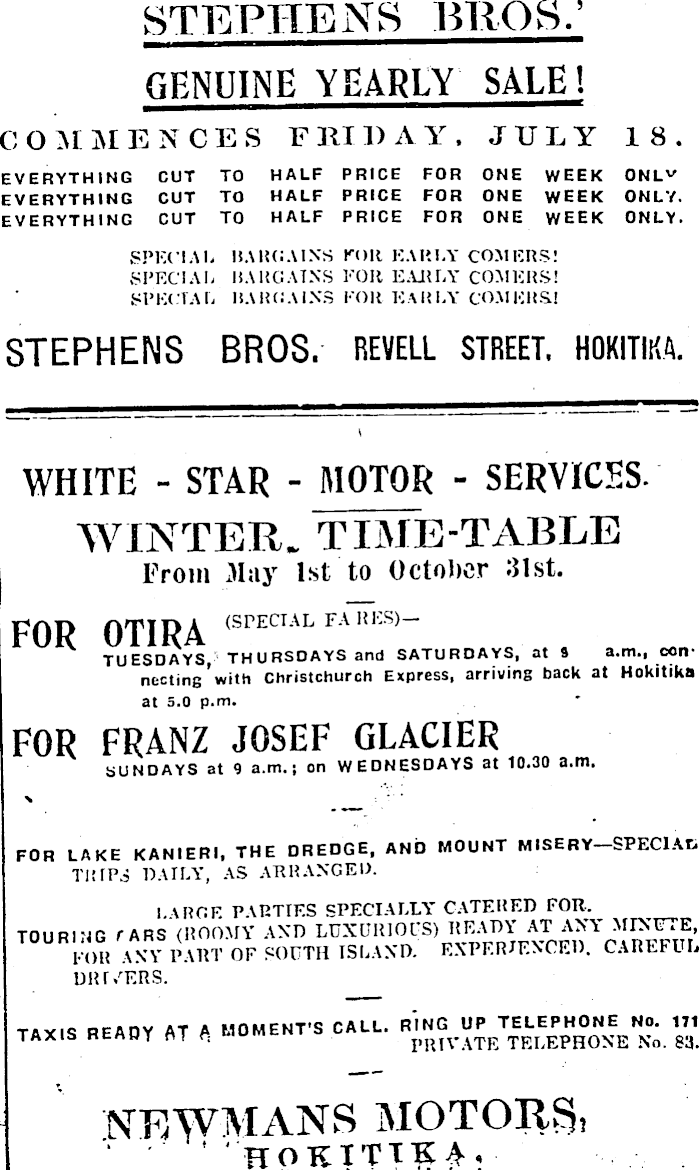 STEPHENS BROS.'
GENUINE YEARLY SALE!
COMMENCES FRIDAY, JULY 18.
EVERYTHING CUT TO HALF PRICE FOR ONE WEEK ONLY
EVERYTHING CUT TO HALF PRICE FOR ONE WEEK ONLY.
EVERYTHING CUT TO HALF PRICE FOR ONE WEEK ONLY.
SPECIAL BARGAINS FOR EARLY COMERS!
SPECIAL BARGAINS FOR EARLY COMERS!
SPECIAL BARGAINS FOR EARLY COMERS!
STEPHENS BROS. REVELL STREET, HOKITIKA.
WHITE - STAR - MOTOR - SERVICES.
WINTER. TIME-TABLE
From May 1st to October 31st.
FOR OTIRA (SPECIAL FARES)—
TUESDAYS, THURSDAYS and SATURDAYS, at a.m., con-
necting with Christchurch Express, arriving back at Hokitika
at 5.0 p.m.
FOR FRANZ JOSEF GLACIER
SUNDAYS at 9 a.m.; on WEDNESDAYS at 10.30 a.m.
FOR LAKE KANIERI, THE DREDGE, AND MOUNT MISERY—SPECIAL
TRIPS DAILY, AS ARRANGED.
LARGE PARTIES SPECIALLY CATERED FOR.
TOURING CARS (ROOMY AND LUXURIOUS) READY AT ANY MINUTE,
FOR ANY PART OF SOUTH ISLAND. EXPERIENCED, CAREFUL
DRIVERS.
TAXIS READY AT A MOMENT'S CALL. RING UP TELEPHONE No. 171
PRIVATE TELEPHONE No. 83.
NEWMANS MOTORS,
HOKITIKA.